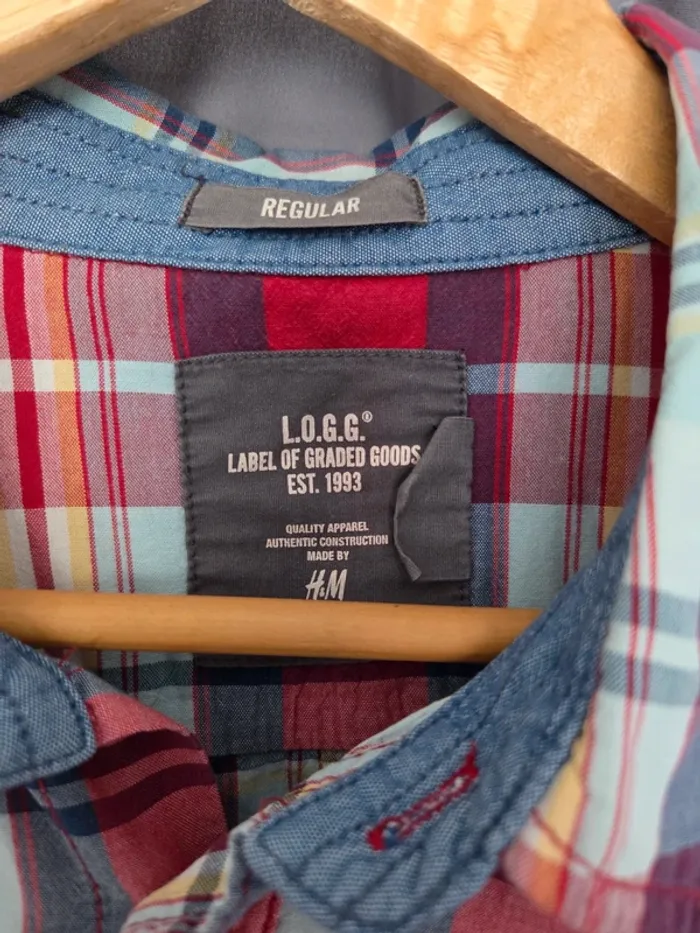 REGULAR
L.O.G.G.®
LABEL OF GRADED GOODS
EST. 1993
QUALITY APPAREL
AUTHENTIC CONSTRUCTION
MADE BY
H&M